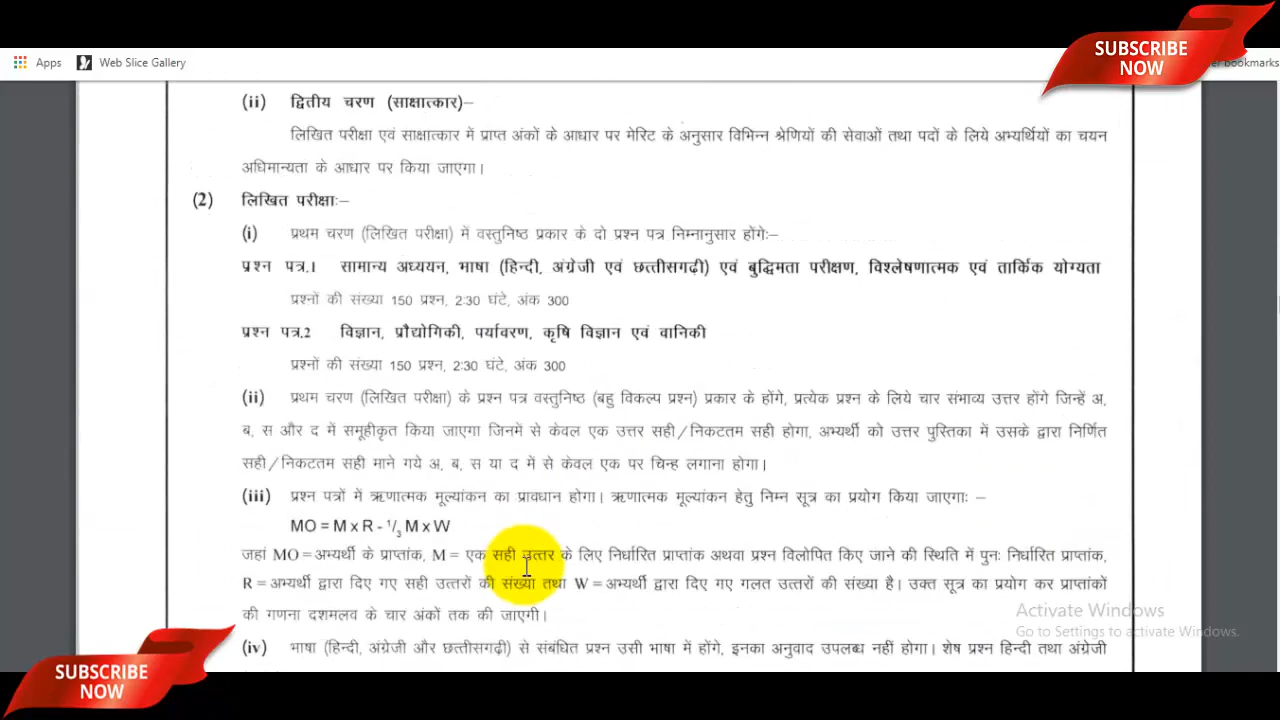 SUBSCRIBE
NOW
Apps Web Slice Gallery
er bookmarks
(ii) द्वितीय चरण (साक्षात्कार)–
लिखित परीक्षा एवं साक्षात्कार में प्राप्त अंकों के आधार पर मेरिट के अनुसार विभिन्न श्रेणियों की सेवाओं तथा पदों के लिये अभ्यर्थियों का चयन
अधिमान्यता के आधार पर किया जाएगा।
(2) लिखित परीक्षाः–
(i) प्रथम चरण (लिखित परीक्षा) में वस्तुनिष्ठ प्रकार के दो प्रश्न पत्र निम्नानुसार होंगेः–
प्रश्न पत्र.1 सामान्य अध्ययन, भाषा (हिन्दी, अंग्रेजी एवं छत्तीसगढ़ी) एवं बुद्धिमता परीक्षण, विश्लेषणात्मक एवं तार्किक योग्यता
प्रश्नों की संख्या 150 प्रश्न, 2:30 घंटे, अंक 300
प्रश्न पत्र.2 विज्ञान, प्रौद्योगिकी, पर्यावरण, कृषि विज्ञान एवं वानिकी
प्रश्नों की संख्या 150 प्रश्न, 2:30 घंटे, अंक 300
(ii) प्रथम चरण (लिखित परीक्षा) के प्रश्न पत्र वस्तुनिष्ठ (बहु विकल्प प्रश्न) प्रकार के होंगे, प्रत्येक प्रश्न के लिये चार संभाव्य उत्तर होंगे जिन्हें अ,
ब, स और द में समूहीकृत किया जाएगा जिनमें से केवल एक उत्तर सही/निकटतम सही होगा, अभ्यर्थी को उत्तर पुस्तिका में उसके द्वारा निर्णित
सही/निकटतम सही माने गये अ, ब, स या द में से केवल एक पर चिन्ह लगाना होगा।
(iii) प्रश्न पत्रों में ऋणात्मक मूल्यांकन का प्रावधान होगा। ऋणात्मक मूल्यांकन हेतु निम्न सूत्र का प्रयोग किया जाएगाः –
MO = M x R - 1/3 M x W
जहां MO = अभ्यर्थी के प्राप्तांक, M = एक सही उत्तर के लिए निर्धारित प्राप्तांक अथवा प्रश्न विलोपित किए जाने की स्थिति में पुनः निर्धारित प्राप्तांक,
R = अभ्यर्थी द्वारा दिए गए सही उत्तरों की संख्या तथा W = अभ्यर्थी द्वारा दिए गए गलत उत्तरों की संख्या है। उक्त सूत्र का प्रयोग कर प्राप्तांकों
की गणना दशमलव के चार अंकों तक की जाएगी।
Activate Windows
Go to Settings to activate Windows.
(iv) भाषा (हिन्दी, अंग्रेजी और छत्तीसगढ़ी) से संबंधित प्रश्न उसी भाषा में होंगे, इनका अनुवाद उपलब्ध नहीं होगा। शेष प्रश्न हिन्दी तथा अंग्रेजी
SUBSCRIBE
NOW